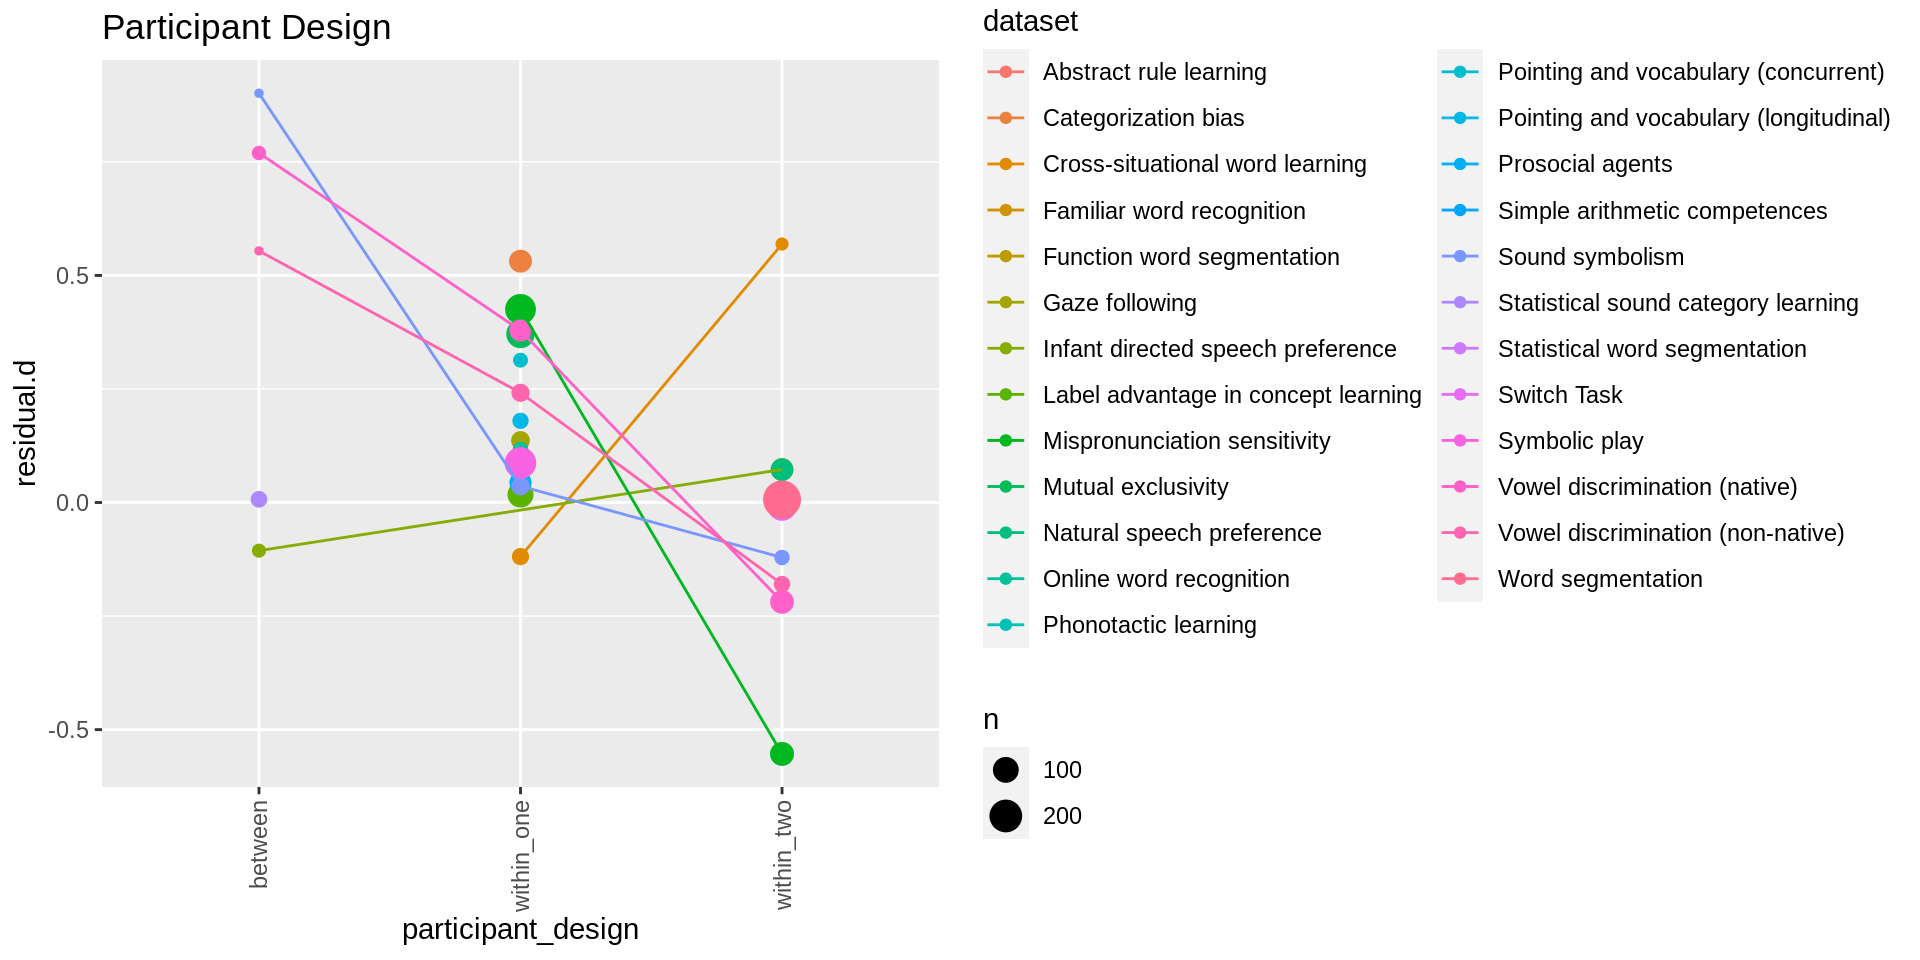 Participant Design
residual.d
0.5
0.0
-0.5
between
within_one
within_two
participant_design
dataset
Abstract rule learning
Categorization bias
Cross-situational word learning
Familiar word recognition
Function word segmentation
Gaze following
Infant directed speech preference
Label advantage in concept learning
Mispronunciation sensitivity
Mutual exclusivity
Natural speech preference
Online word recognition
Phonotactic learning
Pointing and vocabulary (concurrent)
Pointing and vocabulary (longitudinal)
Prosocial agents
Simple arithmetic competences
Sound symbolism
Statistical sound category learning
Statistical word segmentation
Switch Task
Symbolic play
Vowel discrimination (native)
Vowel discrimination (non-native)
Word segmentation
n
100
200